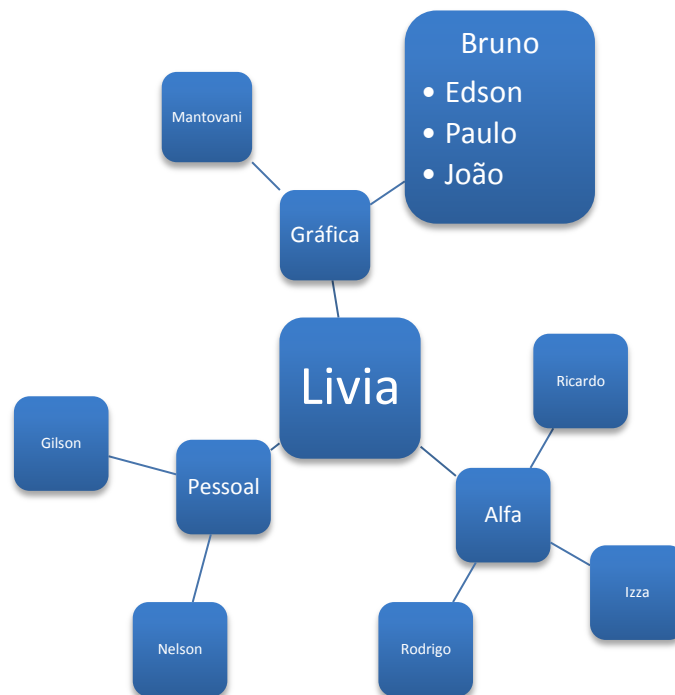 Bruno
• Edson
• Paulo
• João
Mantovani
Gráfica
Livia
Ricardo
Gilson
Pessoal
Alfa
Izza
Nelson
Rodrigo